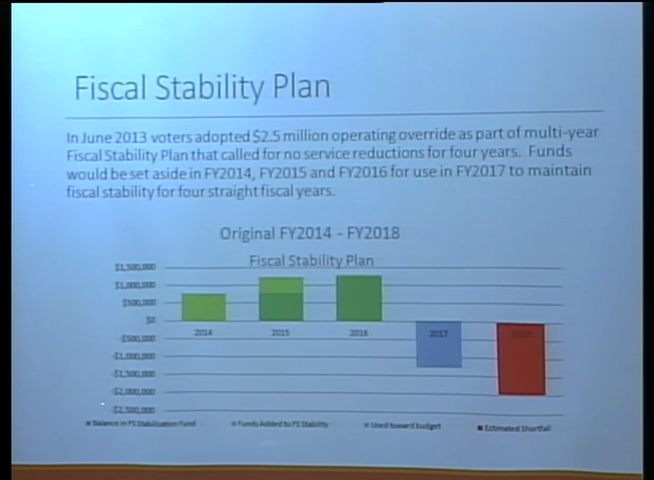 Fiscal Stability Plan
In June 2013 voters adopted $2.5 million operating override as part of multi-year
Fiscal Stability Plan that called for no service reductions for four years. Funds
would be set aside in FY2014, FY2015 and FY2016 for use in FY2017 to maintain
fiscal stability for four straight fiscal years.
Original FY2014 - FY2018
Fiscal Stability Plan
$1,500,000
$1,000,000
$500,000
$0
-$500,000
-$1,000,000
-$1,500,000
-$2,000,000
-$2,500,000
2014 2015 2016 2017
Balance in FS Stabilization Fund Funds Added to FS Stability Used toward budget Estimated Shortfall